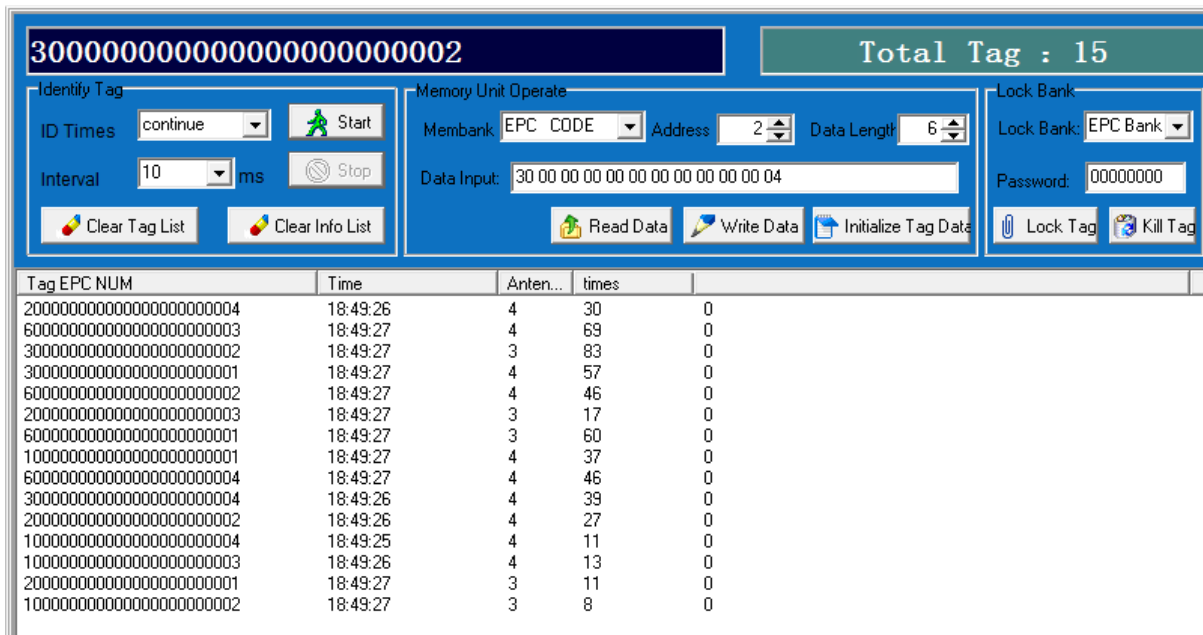 300000000000000000000002
Total Tag : 15
Identify Tag
ID Times continue Start
Interval 10 ms Stop
Clear Tag List Clear Info List
Memory Unit Operate
Membank EPC CODE Address 2 Data Length 6
Data Input: 30 00 00 00 00 00 00 00 00 00 00 04
Read Data Write Data Initialize Tag Data
Lock Bank
Lock Bank: EPC Bank
Password: 00000000
Lock Tag Kill Tag
Tag EPC NUM Time Anten... times
200000000000000000000004 18:49:26 4 30 0
600000000000000000000003 18:49:27 4 69 0
300000000000000000000002 18:49:27 3 83 0
300000000000000000000001 18:49:27 4 57 0
600000000000000000000002 18:49:27 4 46 0
200000000000000000000003 18:49:27 3 17 0
600000000000000000000001 18:49:27 3 60 0
100000000000000000000001 18:49:27 4 37 0
600000000000000000000004 18:49:27 4 46 0
300000000000000000000004 18:49:26 4 39 0
200000000000000000000002 18:49:26 4 27 0
100000000000000000000004 18:49:25 4 11 0
100000000000000000000003 18:49:26 4 13 0
200000000000000000000001 18:49:27 3 11 0
100000000000000000000002 18:49:27 3 8 0